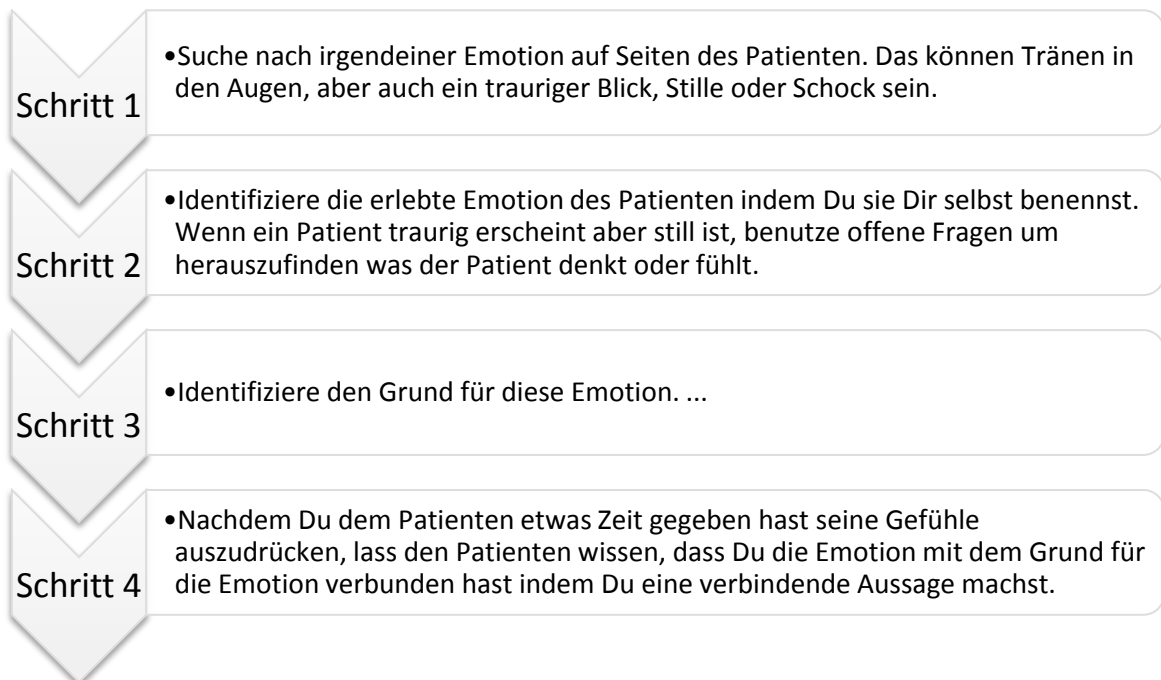 Schritt 1
•Suche nach irgendeiner Emotion auf Seiten des Patienten. Das können Tränen in
den Augen, aber auch ein trauriger Blick, Stille oder Schock sein.
Schritt 2
•Identifiziere die erlebte Emotion des Patienten indem Du sie Dir selbst benennst.
Wenn ein Patient traurig erscheint aber still ist, benutze offene Fragen um
herauszufinden was der Patient denkt oder fühlt.
Schritt 3
•Identifiziere den Grund für diese Emotion. ...
Schritt 4
•Nachdem Du dem Patienten etwas Zeit gegeben hast seine Gefühle
auszudrücken, lass den Patienten wissen, dass Du die Emotion mit dem Grund für
die Emotion verbunden hast indem Du eine verbindende Aussage machst.